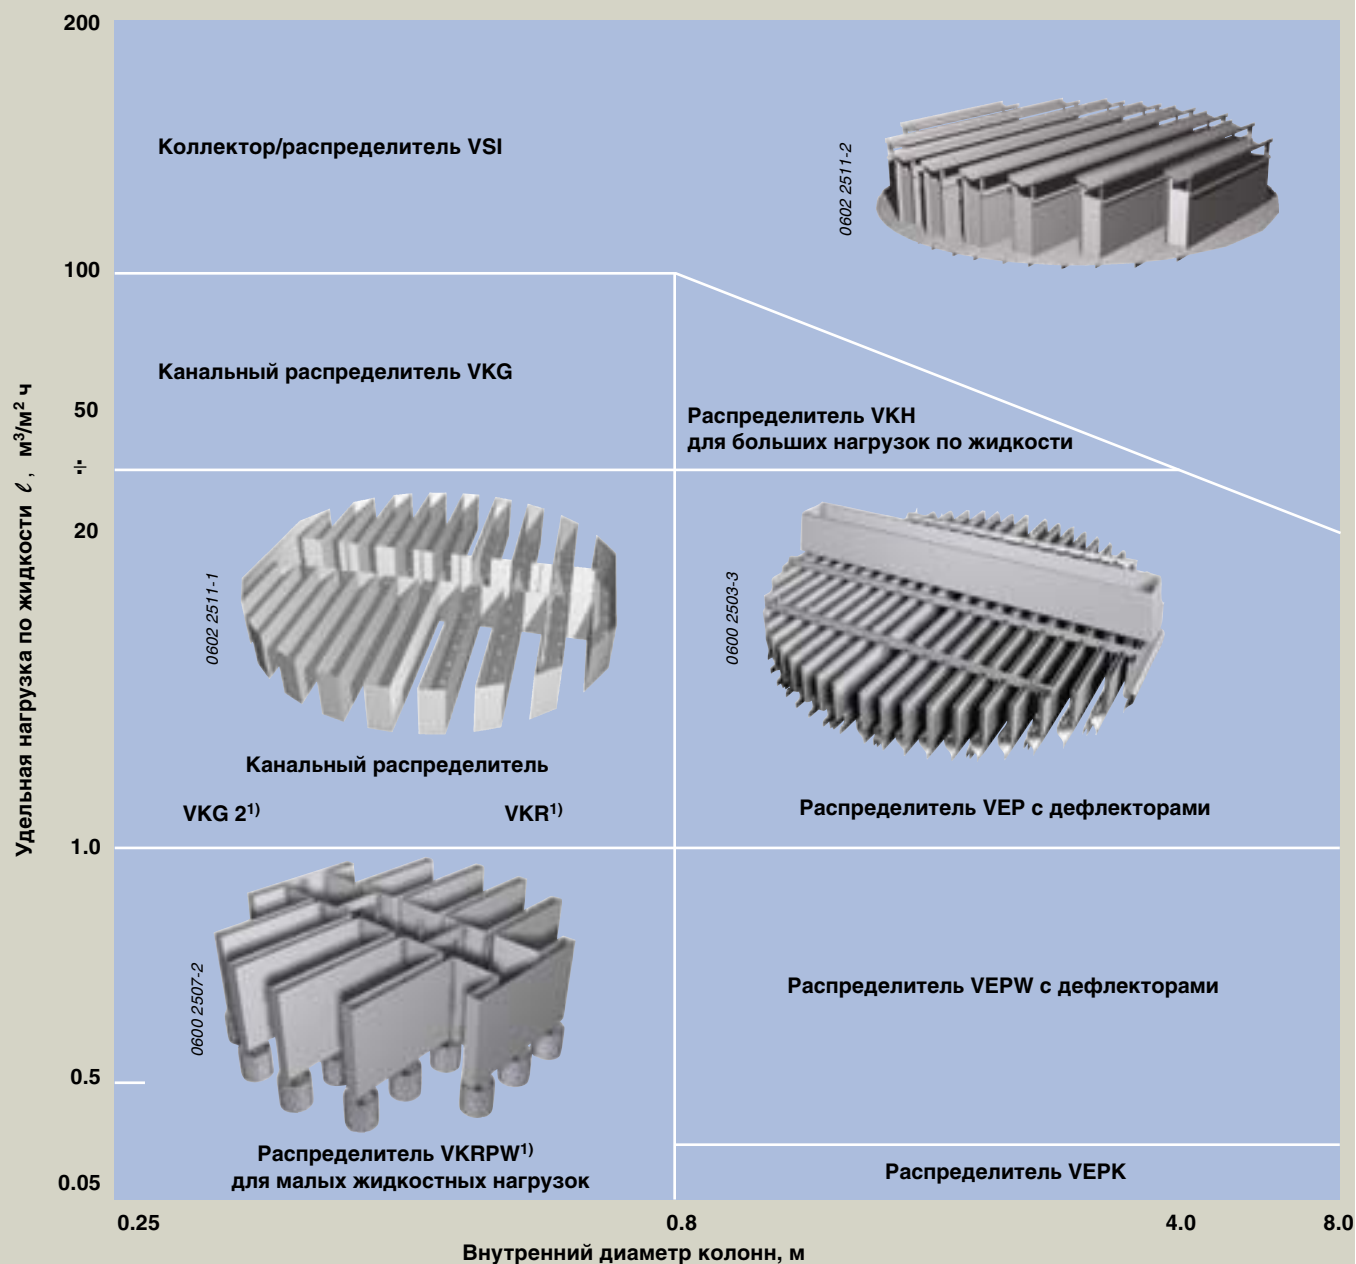 200
Коллектор/распределитель VSI
0602 2511-2
100
Канальный распределитель VKG
50
Распределитель VKH
для больших нагрузок по жидкости
÷
20
0602 2511-1
0600 2503-3
Удельная нагрузка по жидкости ℓ , м³/м² ч
Канальный распределитель
VKG 2¹⁾ VKR¹⁾
Распределитель VEP с дефлекторами
1.0
0600 2507-2
Распределитель VEPW с дефлекторами
0.5
Распределитель VKRPW¹⁾
для малых жидкостных нагрузок
Распределитель VEPK
0.05
0.25 0.8 4.0 8.0
Внутренний диаметр колонн, м